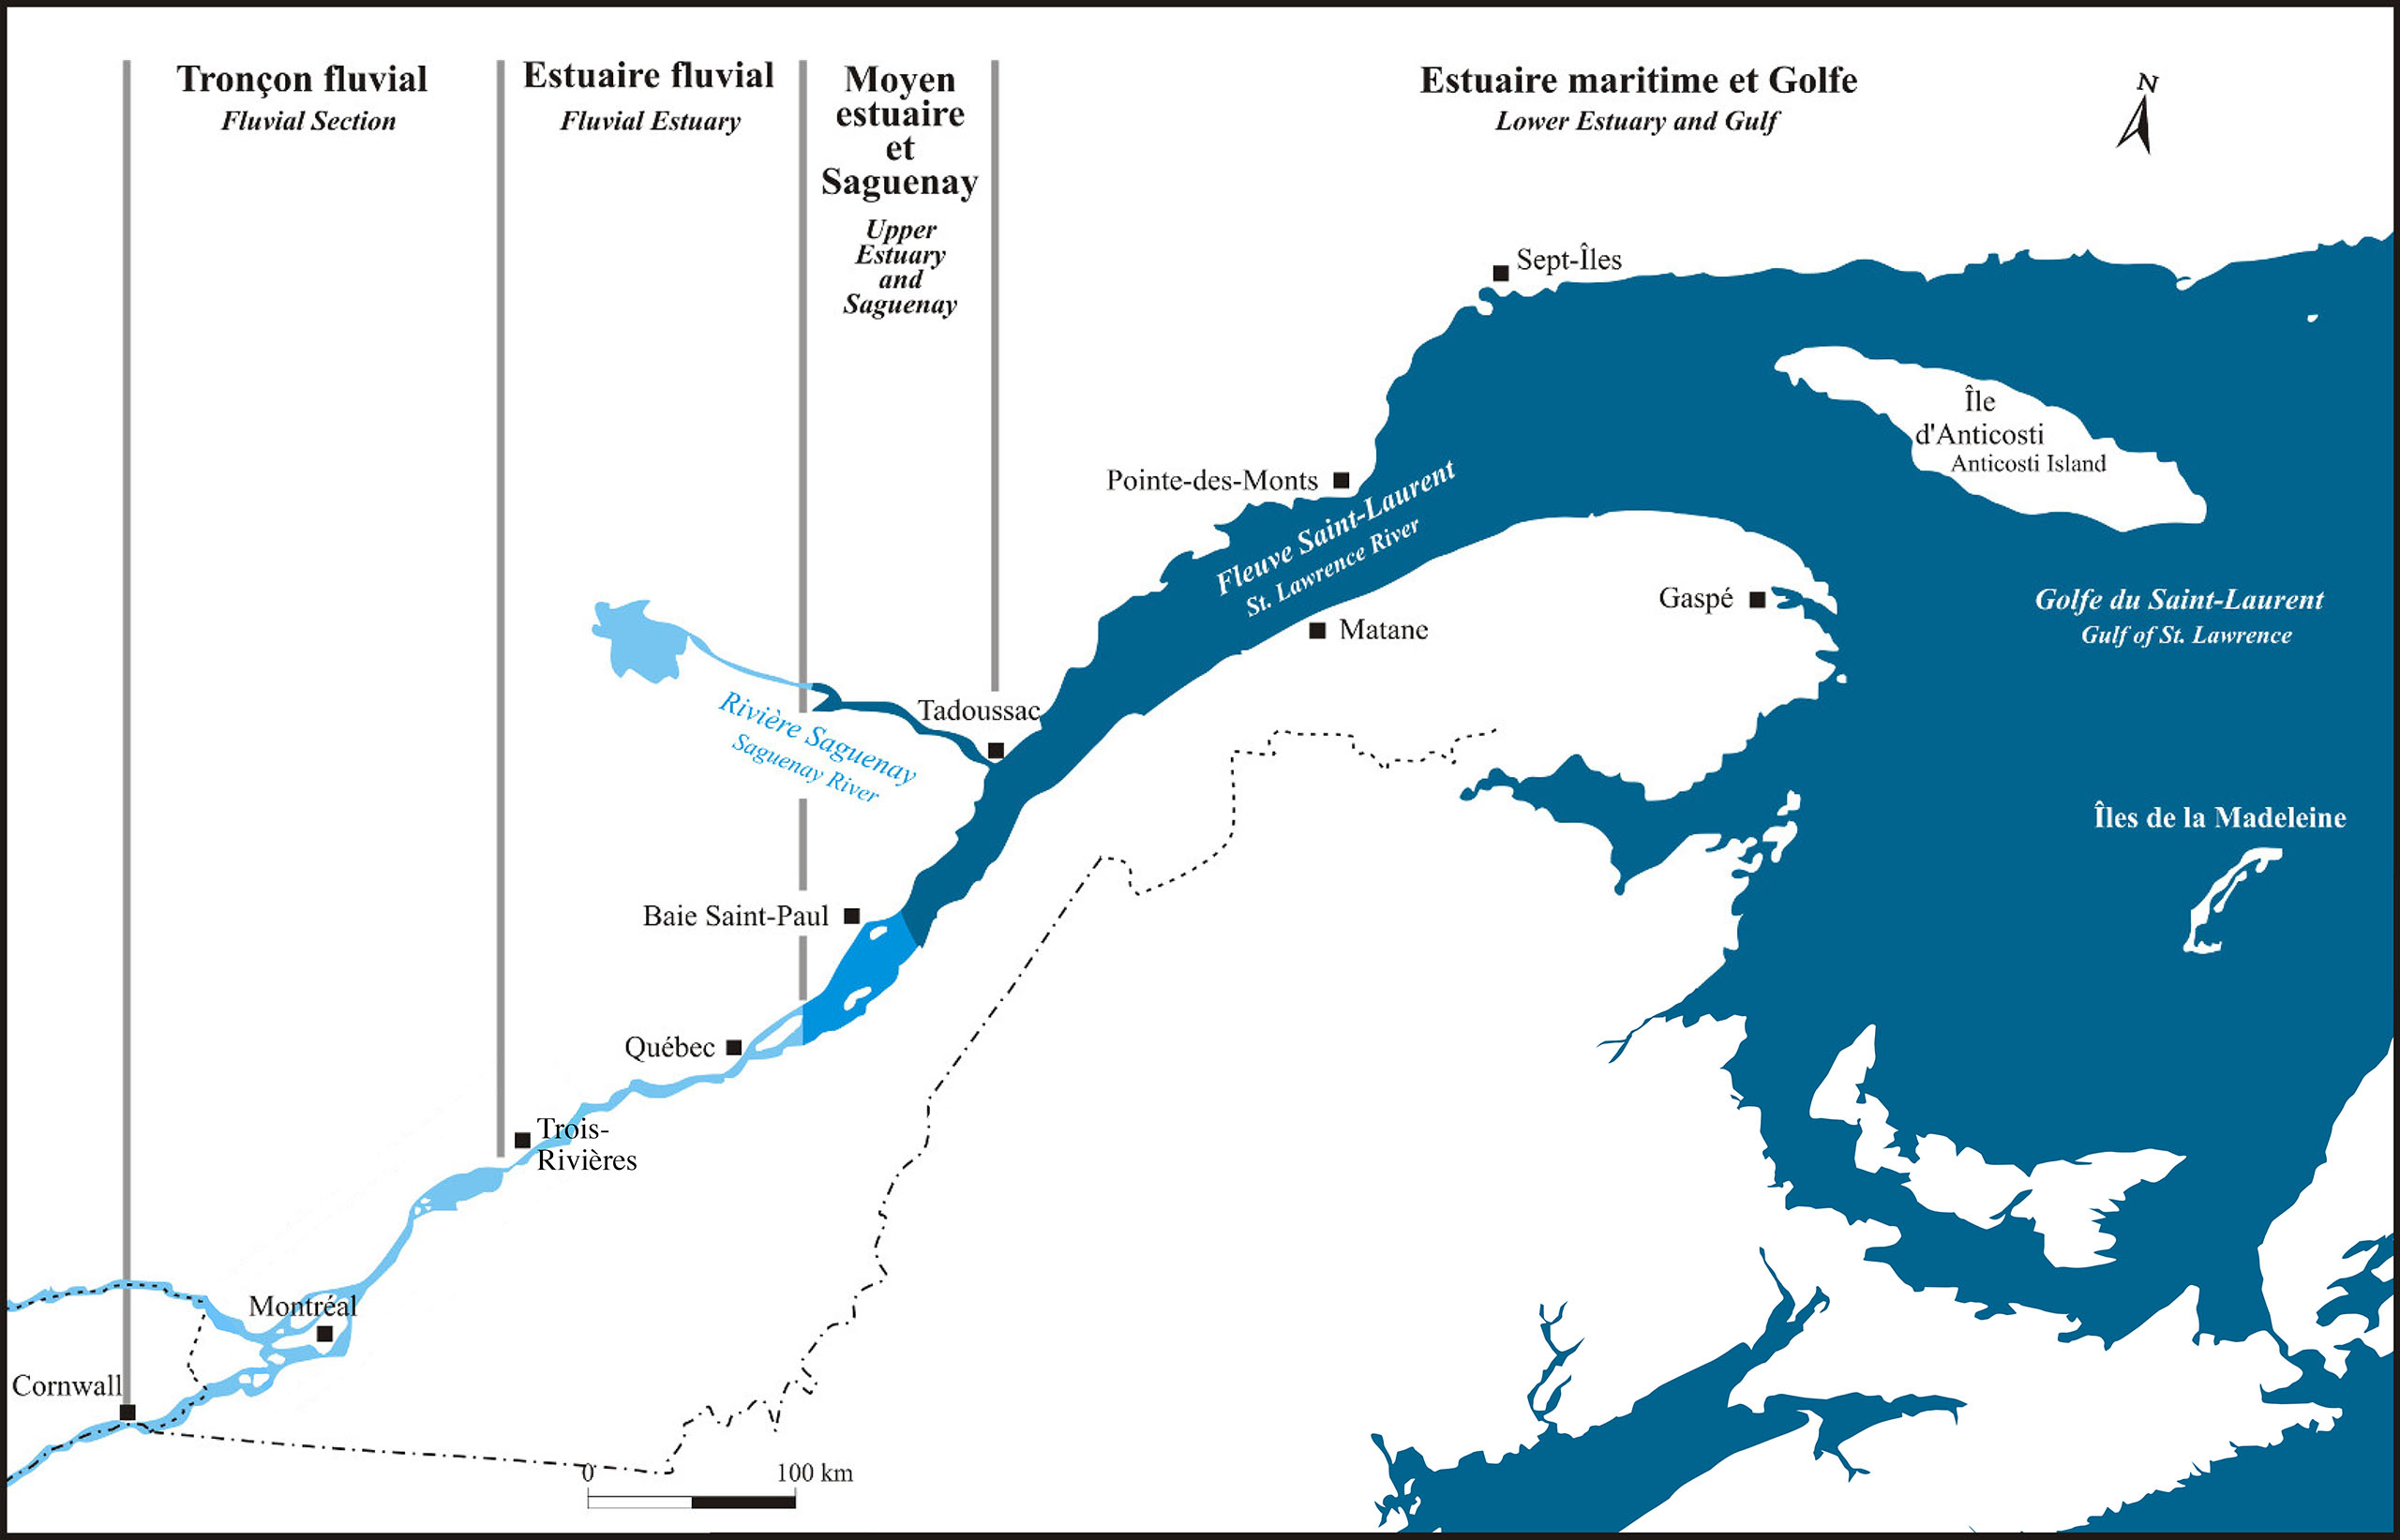 Tronçon fluvial
Fluvial Section
Estuaire fluvial
Fluvial Estuary
Moyen
estuaire
et
Saguenay
Upper
Estuary
and
Saguenay
Estuaire maritime et Golfe
Lower Estuary and Gulf
N
Sept-Îles
Île
d'Anticosti
Anticosti Island
Pointe-des-Monts
Fleuve Saint-Laurent
St. Lawrence River
Gaspé
Matane
Golfe du Saint-Laurent
Gulf of St. Lawrence
Rivière Saguenay
Saguenay River
Tadoussac
Îles de la Madeleine
Baie Saint-Paul
Québec
Trois-
Rivières
Montréal
Cornwall
0 100 km